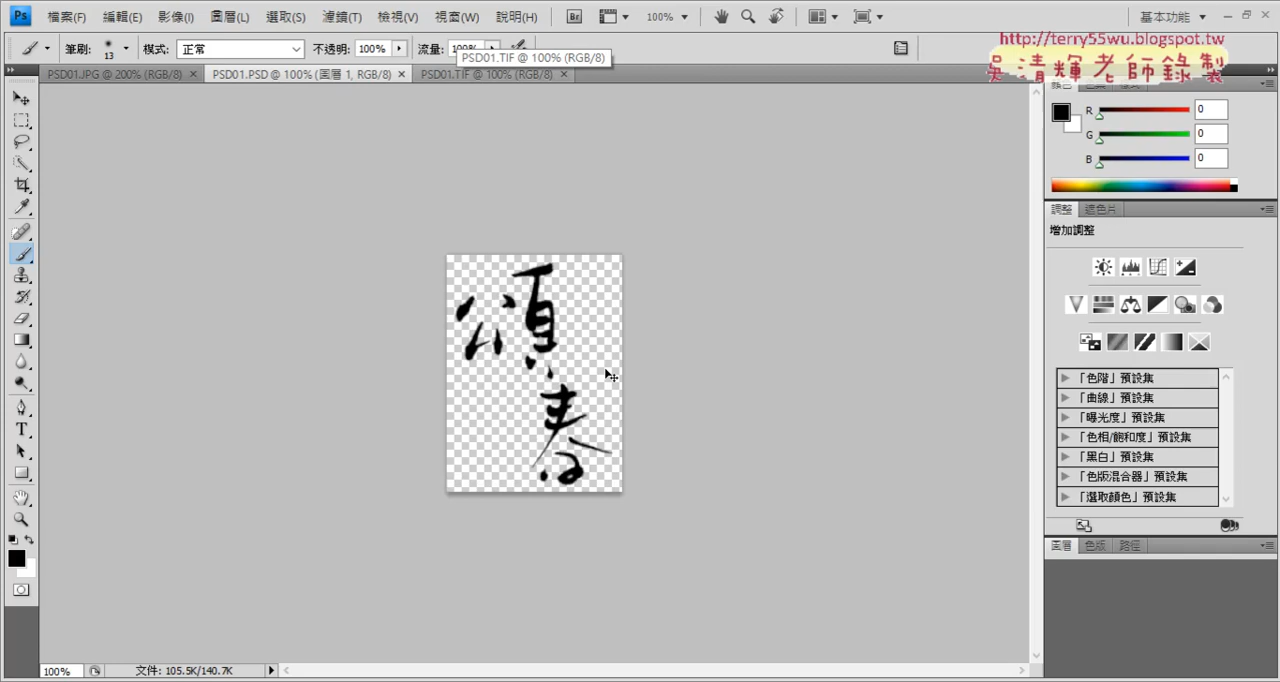 檔案(F) 編輯(E) 影像(I) 圖層(L) 選取(S) 濾鏡(T) 檢視(V) 視窗(W) 說明(H) Br 100% 基本功能
筆刷: 13 模式: 正常 不透明: 100% 流量: 100%
PSD01.TIF @ 100% (RGB/8)
http://terry55wu.blogspot.tw
吳清輝老師錄製
PSD01.JPG @ 200% (RGB/8) PSD01.PSD @ 100% (圖層 1, RGB/8) PSD01.TIF @ 100% (RGB/8)
R 0
G 0
B 0
調整 遮色片
增加調整
頌春
「色階」預設集
「曲線」預設集
「曝光度」預設集
「色相/飽和度」預設集
「黑白」預設集
「色版混合器」預設集
「選取顏色」預設集
圖層 色版 路徑
100% 文件: 105.5K/140.7K